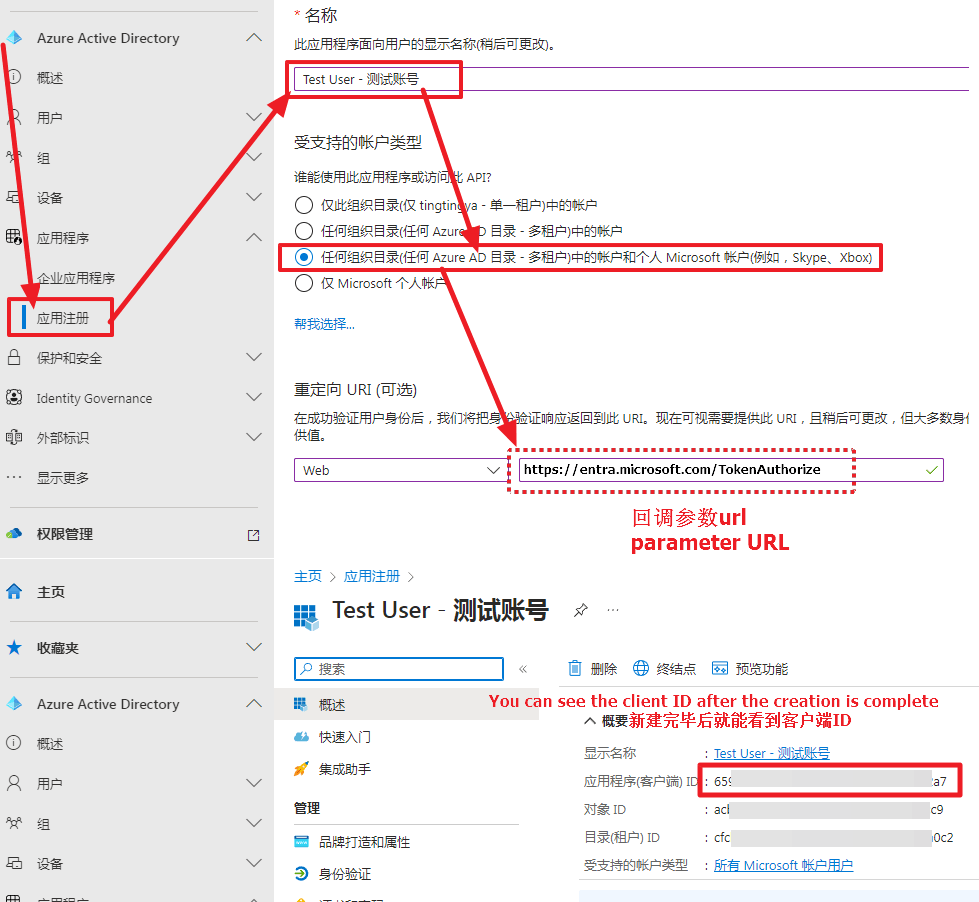 Azure Active Directory
概述
用户
组
设备
应用程序
企业应用程序
应用注册
保护和安全
Identity Governance
外部标识
显示更多
权限管理
主页
收藏夹
Azure Active Directory
概述
用户
组
设备
* 名称
此应用程序面向用户的显示名称(稍后可更改)。
Test User - 测试账号
受支持的帐户类型
谁能使用此应用程序或访问此 API?
仅此组织目录(仅 tingtingya - 单一租户)中的帐户
任何组织目录(任何 Azure AD 目录 - 多租户)中的帐户
任何组织目录(任何 Azure AD 目录 - 多租户)中的帐户和个人 Microsoft 帐户(例如，Skype、Xbox)
仅 Microsoft 个人帐户
帮我选择...
重定向 URI (可选)
在成功验证用户身份后，我们将把身份验证响应返回到此 URI。现在可视需要提供此 URI，且稍后可更改，但大多数身份
供值。
Web
https://entra.microsoft.com/TokenAuthorize
回调参数url
parameter URL
主页 > 应用注册 >
Test User - 测试账号
搜索
«
删除
终结点
预览功能
概述
快速入门
集成助手
管理
品牌打造和属性
身份验证
You can see the client ID after the creation is complete
概要新建完毕后就能看到客户端ID
显示名称 : Test User - 测试账号
应用程序(客户端) ID : 659 a7
对象 ID : acb c9
目录(租户) ID : cfc 0c2
受支持的帐户类型 : 所有 Microsoft 帐户用户